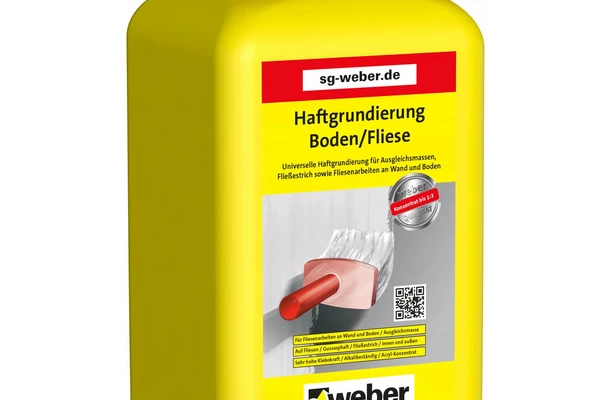 sg-weber.de
Haftgrundierung
Boden/Fliese
Universelle Haftgrundierung für Ausgleichsmassen,
Fließestrich sowie Fliesenarbeiten an Wand und Boden
weber
Konzentrat bis 1:3
QUALITÄT
Für Fliesenarbeiten an Wand und Boden / Ausgleichsmasse
Auf Fliesen / Gussasphalt / Fließestrich / innen und außen
Sehr hohe Klebekraft / Alkalibeständig / Acryl-Konzentrat
weber